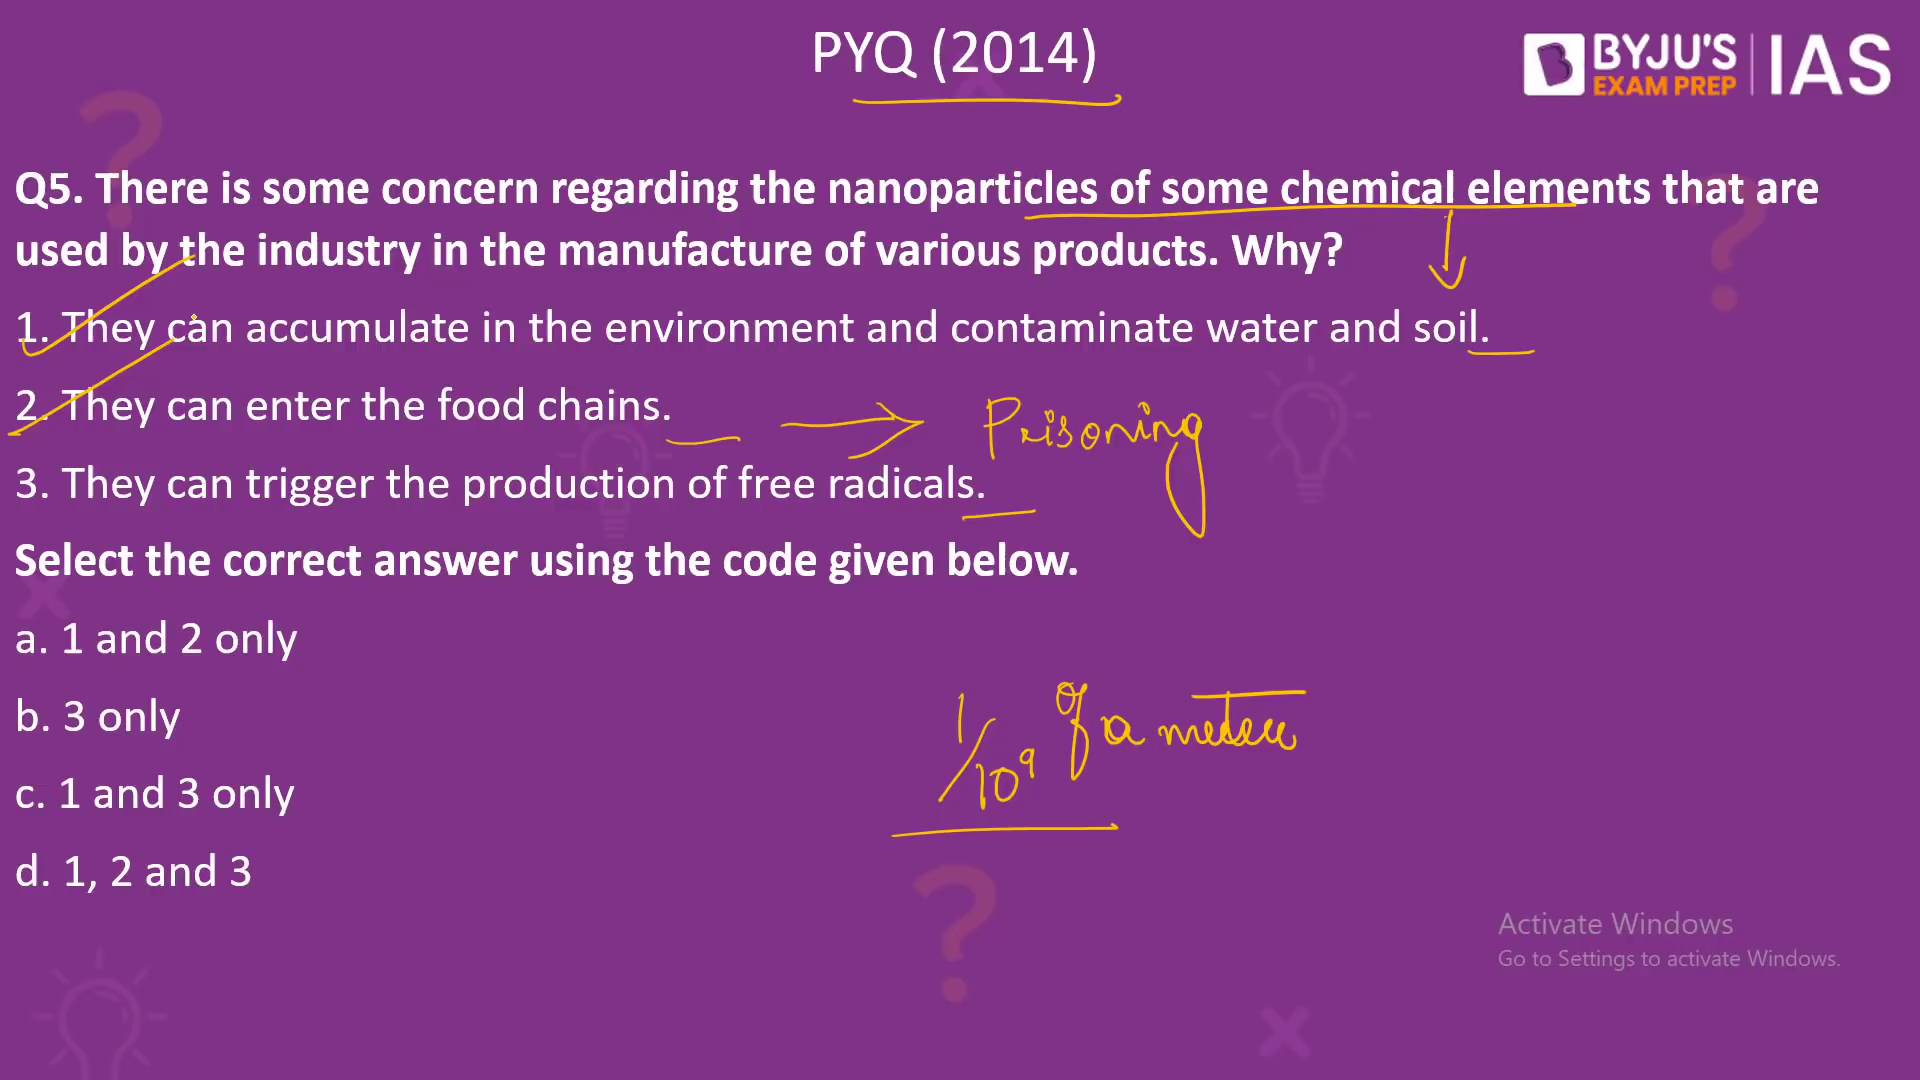 PYQ (2014)
BYJU'S
EXAM PREP
IAS
Q5. There is some concern regarding the nanoparticles of some chemical elements that are
used by the industry in the manufacture of various products. Why?
1. They can accumulate in the environment and contaminate water and soil.
2. They can enter the food chains.
Prisoning
3. They can trigger the production of free radicals.
Select the correct answer using the code given below.
a. 1 and 2 only
b. 3 only
1/10⁹ of a metere
c. 1 and 3 only
d. 1, 2 and 3
Activate Windows
Go to Settings to activate Windows.